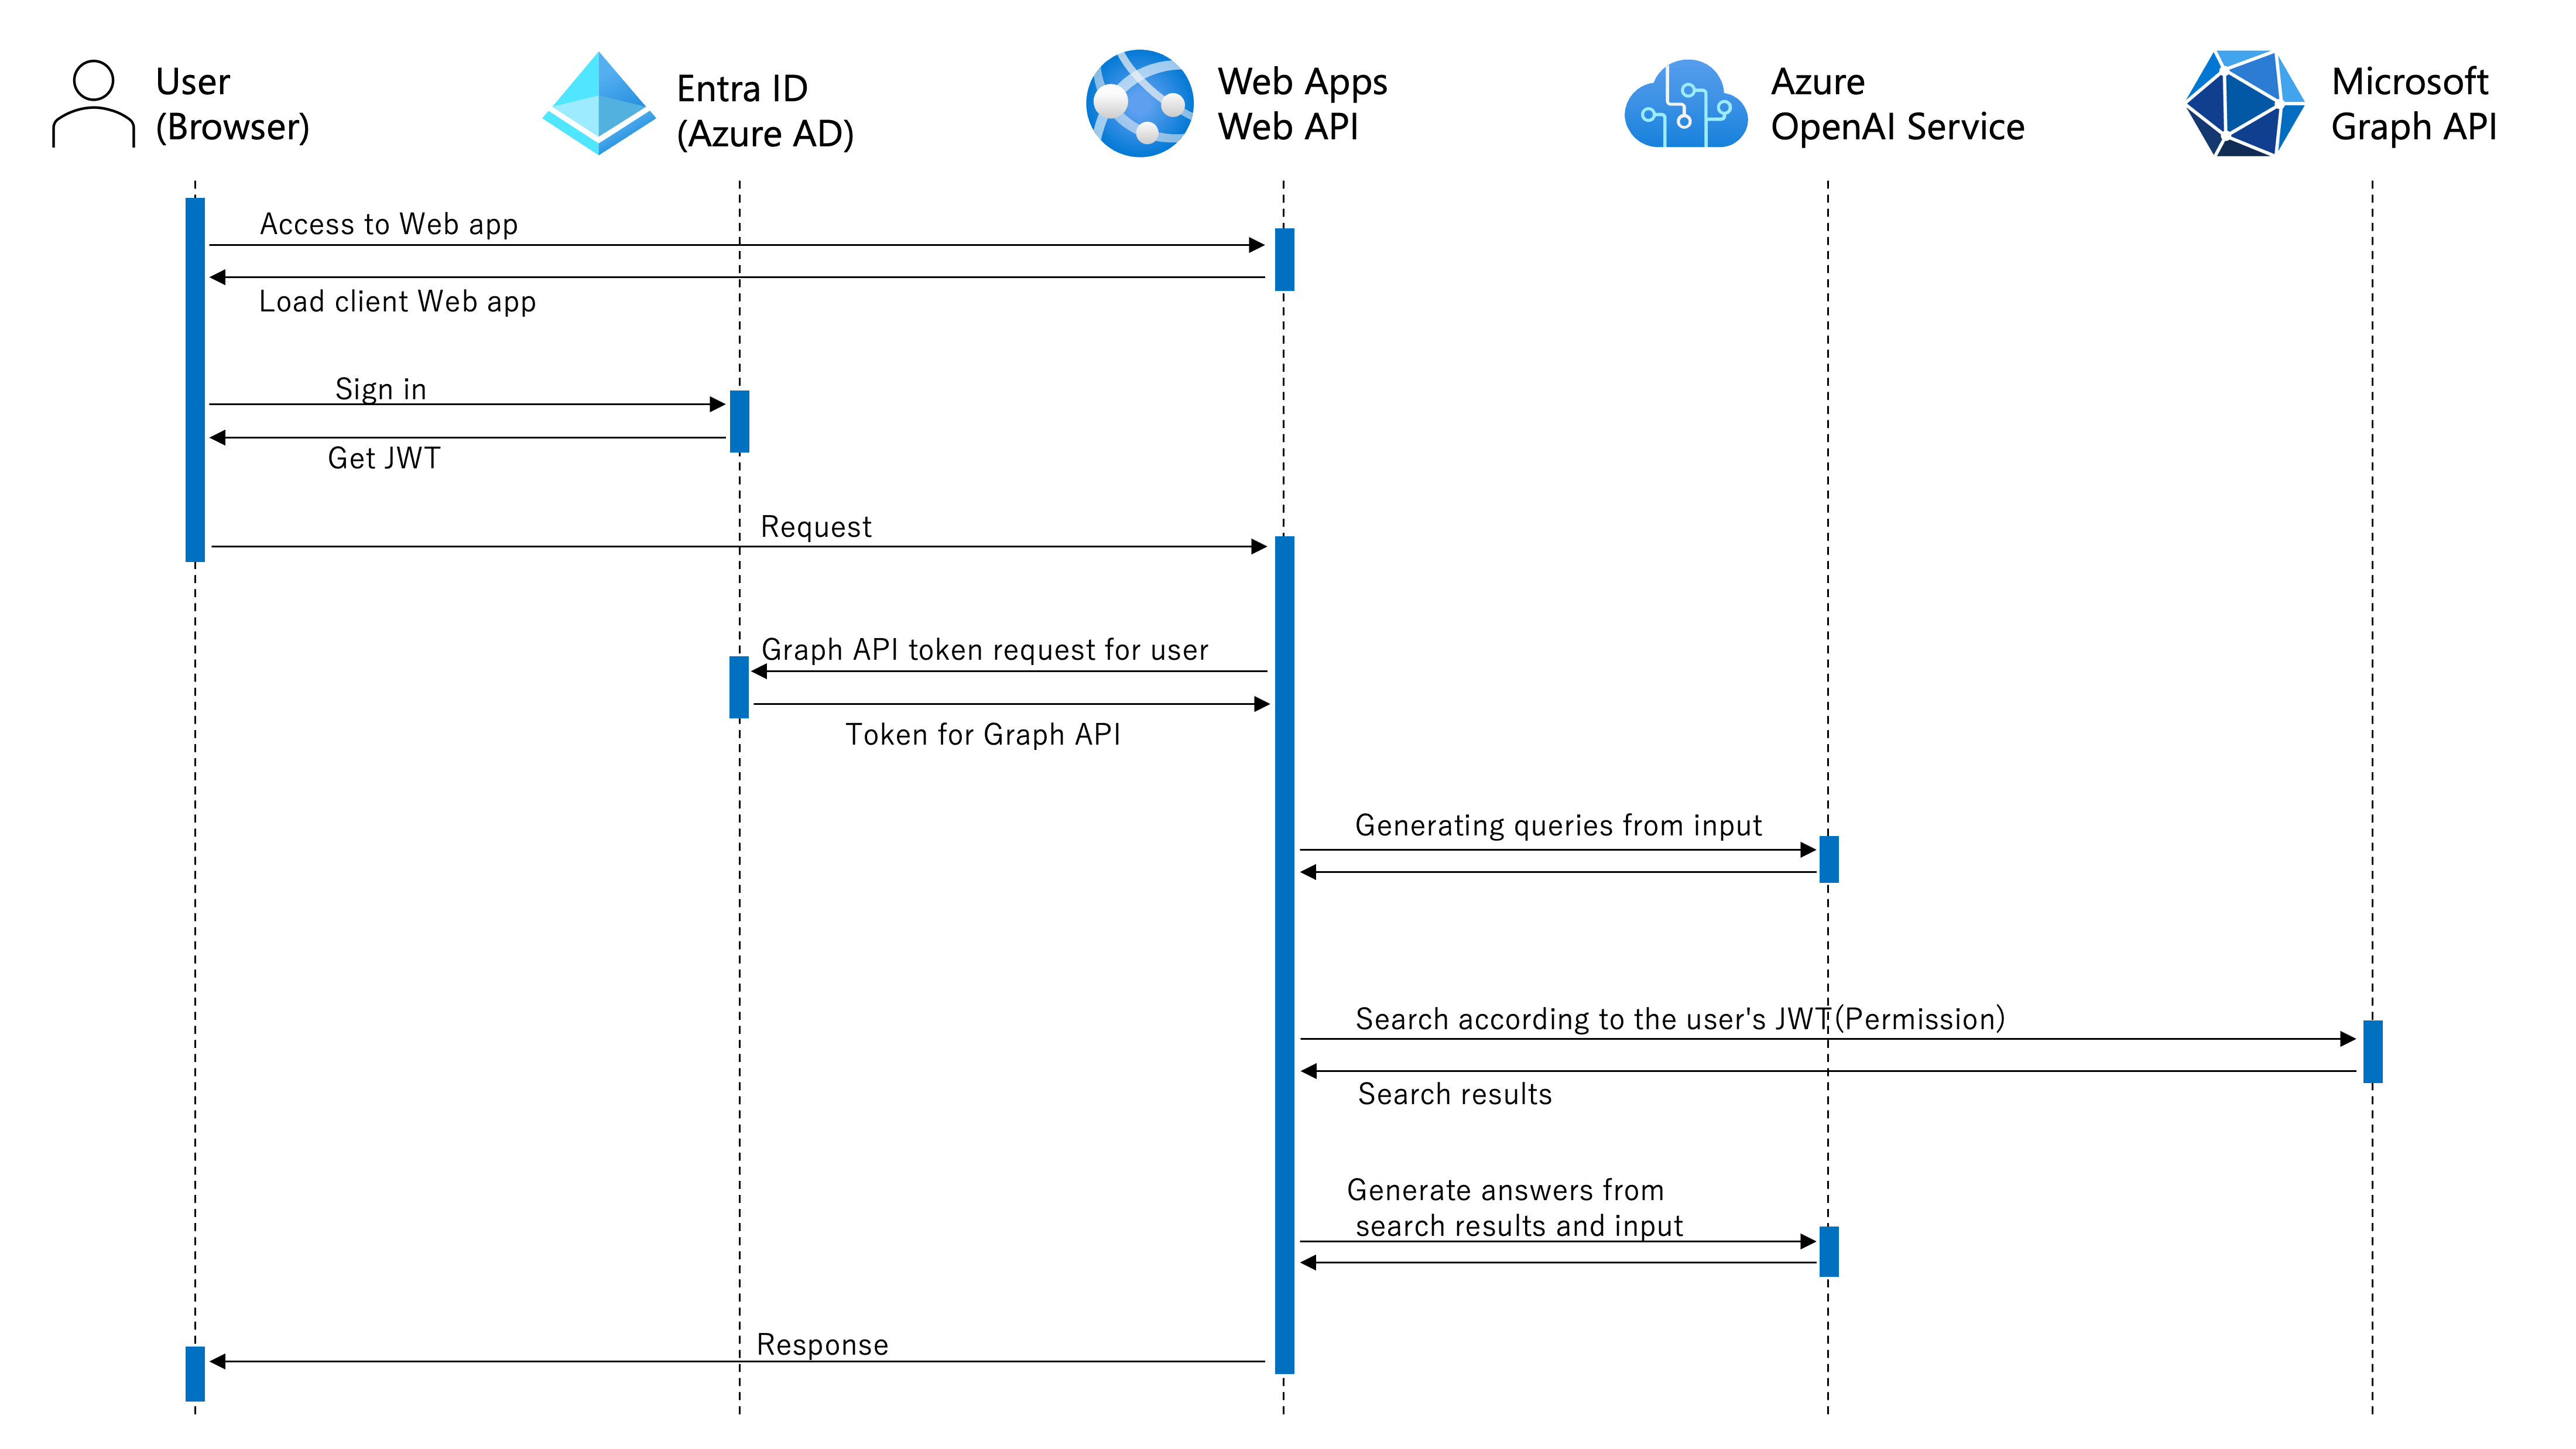 User
(Browser)
Entra ID
(Azure AD)
Web Apps
Web API
Azure
OpenAI Service
Microsoft
Graph API
Access to Web app
Load client Web app
Sign in
Get JWT
Request
Graph API token request for user
Token for Graph API
Generating queries from input
Search according to the user's JWT(Permission)
Search results
Generate answers from
search results and input
Response